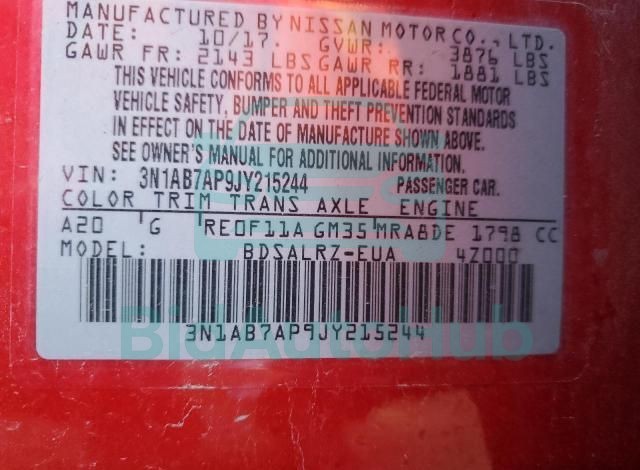 MANUFACTURED BY NISSAN MOTOR CO., LTD.
DATE: 10/17. GVWR: 3876 LBS
GAWR FR: 2143 LBS GAWR RR: 1881 LBS
THIS VEHICLE CONFORMS TO ALL APPLICABLE FEDERAL MOTOR
VEHICLE SAFETY, BUMPER AND THEFT PREVENTION STANDARDS
IN EFFECT ON THE DATE OF MANUFACTURE SHOWN ABOVE.
SEE OWNER'S MANUAL FOR ADDITIONAL INFORMATION.
VIN: 3N1AB7AP9JY215244 PASSENGER CAR.
COLOR TRIM TRANS AXLE ENGINE
A20 G RE0F11A GM35 MRA8DE 1798 CC
MODEL: BDSALRZ-EUA 4Z000
3N1AB7AP9JY215244
BidAutoHub